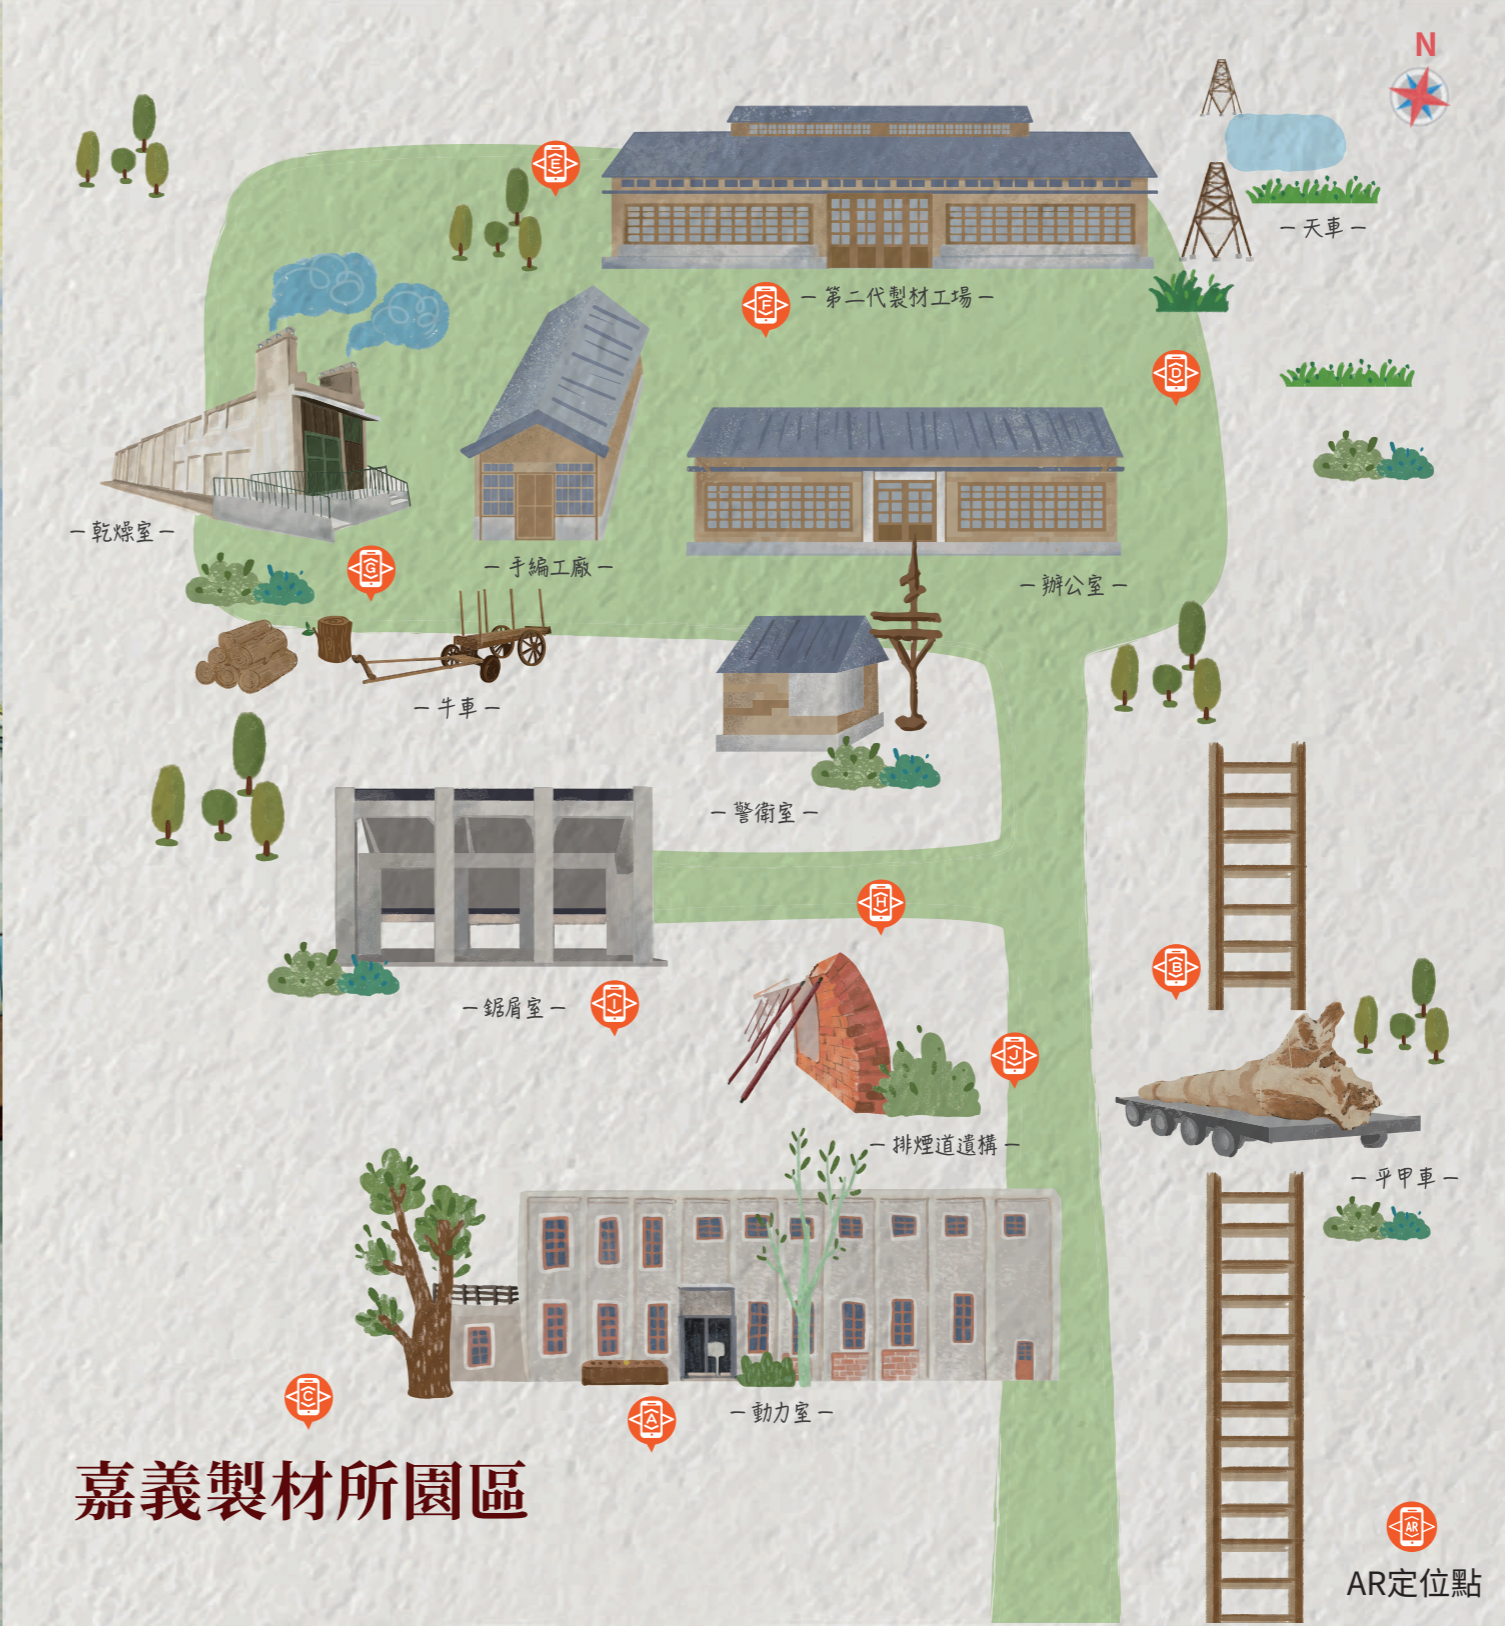 N
E
－天車－
F
－第二代製材工場－
D
－乾燥室－
G
－手編工廠－
－辦公室－
－牛車－
－警衛室－
H
B
－鋸屑室－
I
J
－排煙道遺構－
－乎甲車－
C
A
－動力室－
嘉義製材所園區
AR
AR定位點